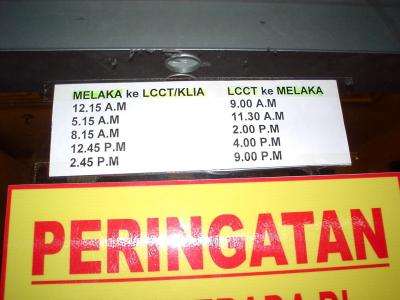 MELAKA ke LCCT/KLIA LCCT ke MELAKA
12.15 A.M 9.00 A.M
5.15 A.M 11.30 A.M
8.15 A.M 2.00 P.M
12.45 P.M 4.00 P.M
2.45 P.M 9.00 P.M
PERINGATAN